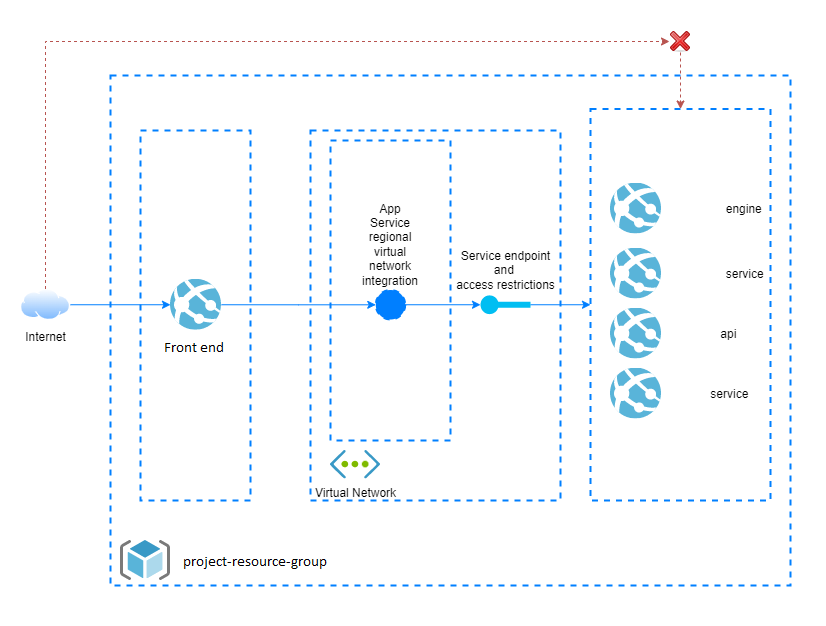 App
Service
regional
virtual
network
integration
Service endpoint
and
access restrictions
engine
service
Internet
Front end
api
service
Virtual Network
project-resource-group